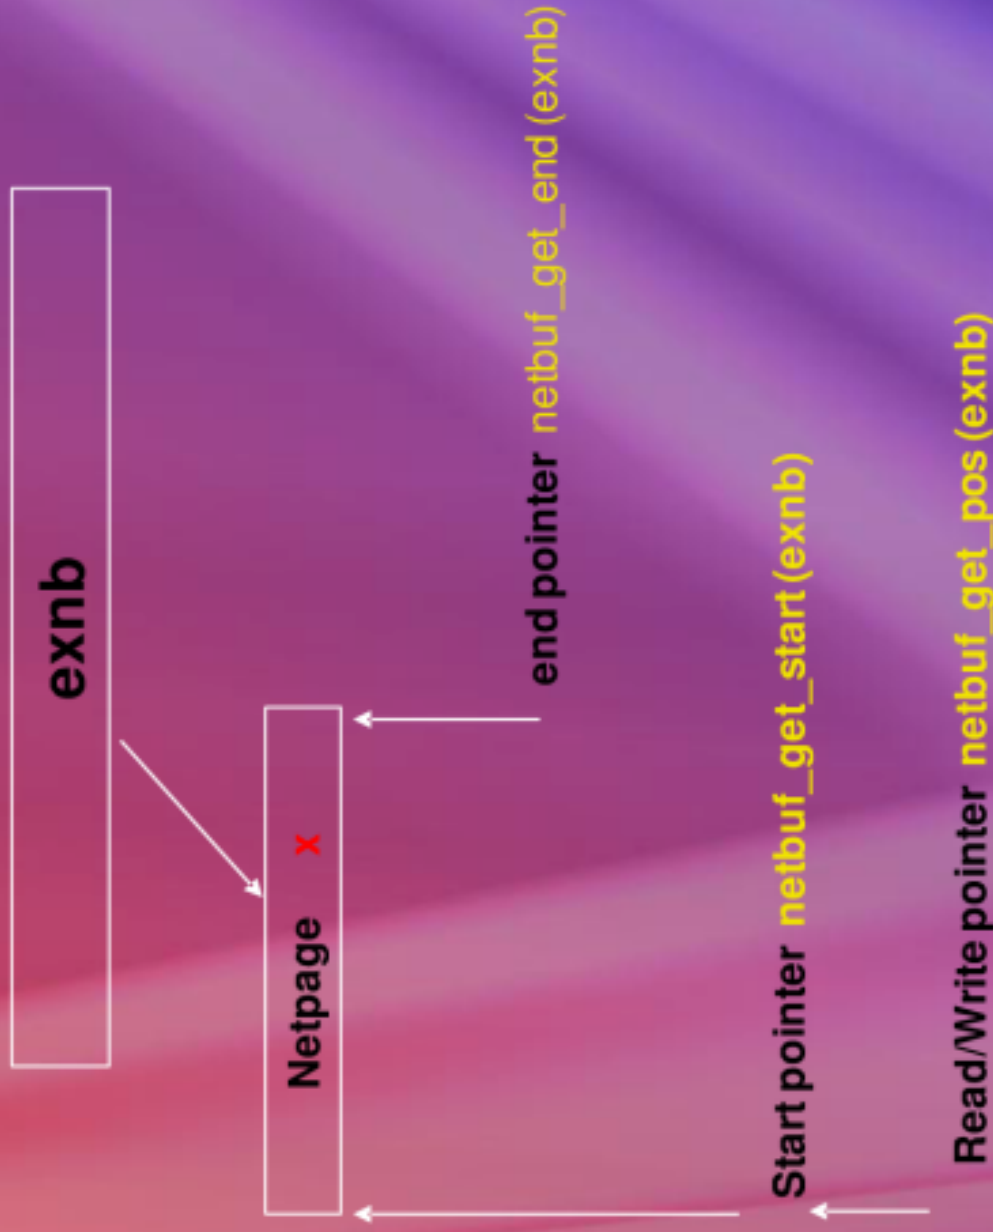 exnb
Netpage x
end pointer netbuf_get_end (exnb)
Start pointer netbuf_get_start(exnb)
Read/Write pointer netbuf_get_pos (exnb)